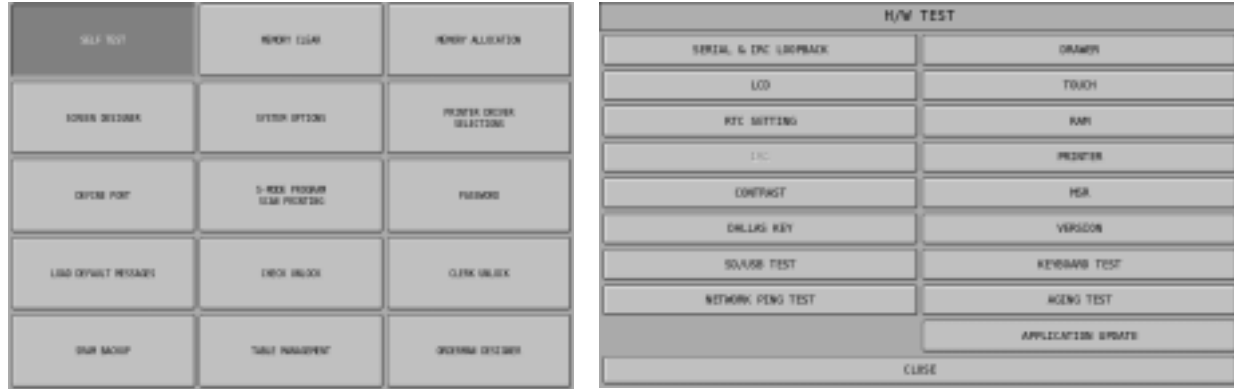 SELF TEST
MEMORY CLEAR
MEMORY ALLOCATION
SCREEN DESIGNER
SYSTEM OPTIONS
PRINTER DRIVER
SELECTIONS
DEFINE PORT
S-MODE PROGRAM
SCAN PRINTING
PASSWORD
LOAD DEFAULT MESSAGES
CHECK UNLOCK
CLERK UNLOCK
SRAM BACKUP
TABLE MANAGEMENT
ORDERMAN DESIGNER
H/W TEST
SERIAL & IRC LOOPBACK
DRAWER
LCD
TOUCH
RTC SETTING
RAM
IRC
PRINTER
CONTRAST
MSR
DALLAS KEY
VERSION
SD/USB TEST
KEYBOARD TEST
NETWORK PING TEST
AGING TEST
APPLICATION UPDATE
CLOSE